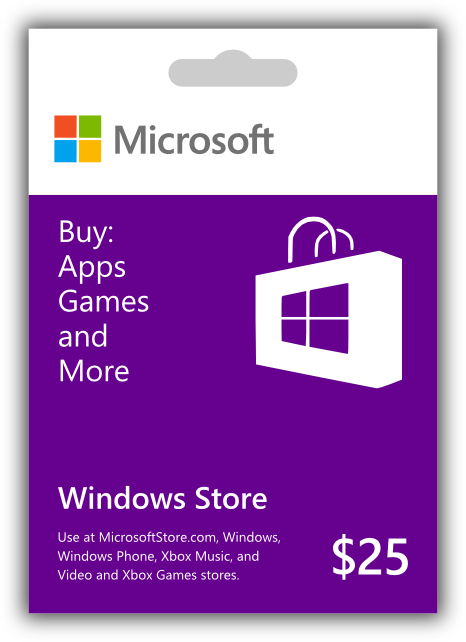 Microsoft
Buy:
Apps
Games
and
More
Windows Store
Use at MicrosoftStore.com, Windows,
Windows Phone, Xbox Music, and
Video and Xbox Games stores.
$25